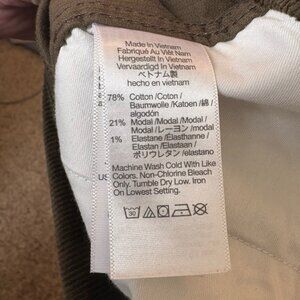 Made In Vietnam
Fabriqué Au Viêt Nam
Hergestellt In Vietnam
Vervaardigd In Vietnam
ベトナム製
hecho en vietnam
78% Cotton /Coton /
Baumwolle /Katoen /綿 /
algodón
21% Modal /Modal /Modal /
Modal /レーヨン /modal
1% Elastane /Élasthanne /
Elastan /Elastaan /
ポリウレタン /elastano
Machine Wash Cold With Like
Colors. Non-Chlorine Bleach
Only. Tumble Dry Low. Iron
On Lowest Setting.
30